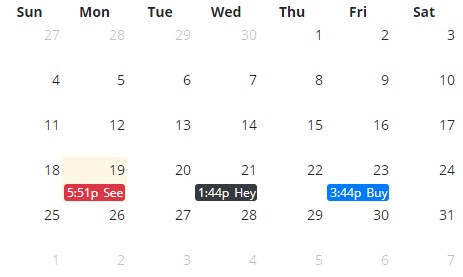 Sun Mon Tue Wed Thu Fri Sat
27 28 29 30 1 2 3
4 5 6 7 8 9 10
11 12 13 14 15 16 17
18 19 20 21 22 23 24
5:51p See 1:44p Hey 3:44p Buy
25 26 27 28 29 30 31
1 2 3 4 5 6 7